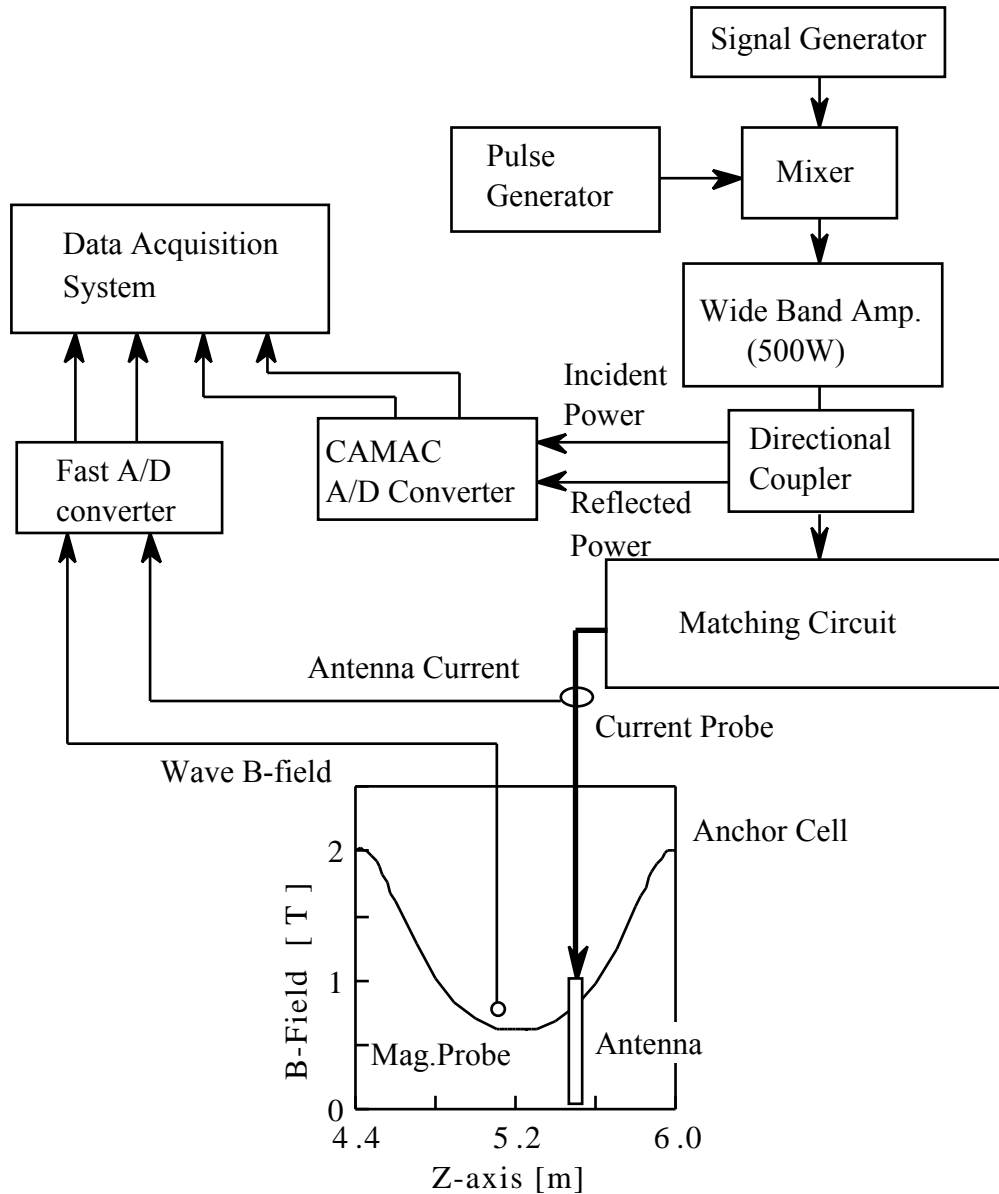 Signal Generator
Pulse
Generator
Mixer
Data Acquisition
System
Wide Band Amp.
(500W)
Incident
Power
Fast A/D
converter
CAMAC
A/D Converter
Directional
Coupler
Reflected
Power
Matching Circuit
Antenna Current
Current Probe
Wave B-field
Anchor Cell
B-Field [ T ]
2
1
0
Mag.Probe
Antenna
4.4
5.2
6.0
Z-axis [m]